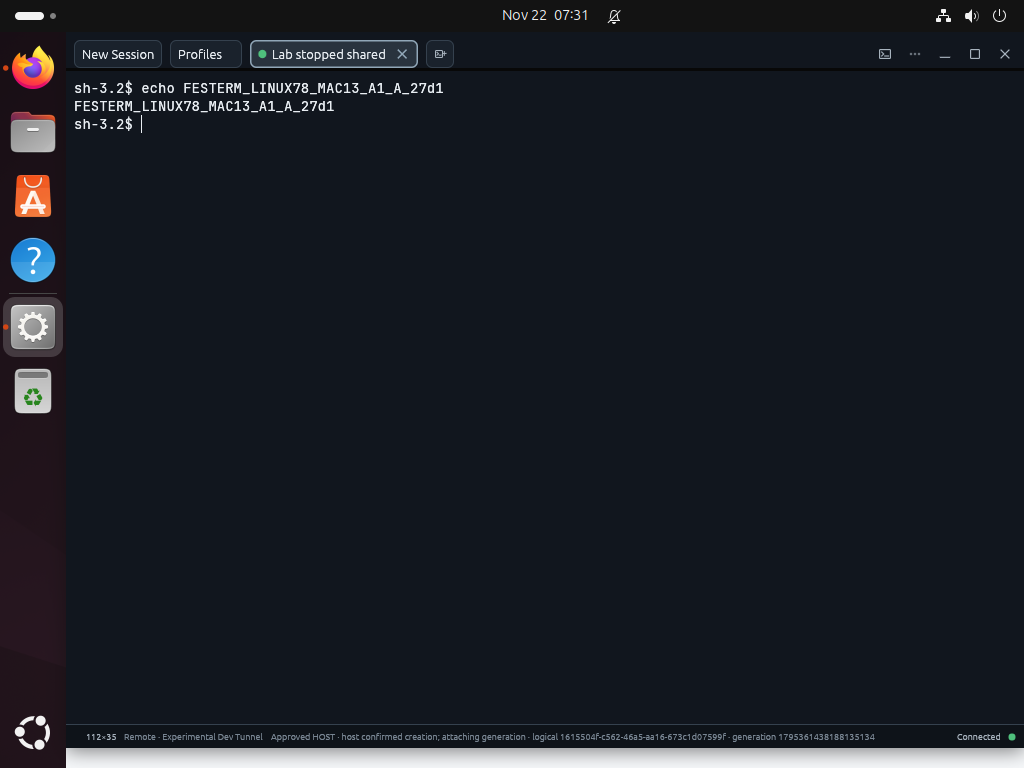 Nov 22 07:31
New Session
Profiles
Lab stopped shared
sh-3.2$ echo FESTERM_LINUX78_MAC13_A1_A_27d1
FESTERM_LINUX78_MAC13_A1_A_27d1
sh-3.2$
112×35 Remote · Experimental Dev Tunnel Approved HOST · host confirmed creation; attaching generation · logical 1615504f-c562-46a5-aa16-673c1d07599f · generation 1795361438188135134 Connected